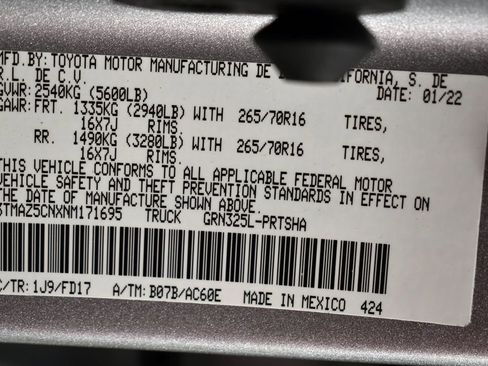 MFD.BY:TOYOTA MOTOR MANUFACTURING DE CALIFORNIA, S. DE
R.L. DE C.V. DATE: 01/22
GVWR: 2540KG (5600LB)
GAWR: FRT. 1335KG (2940LB) WITH 265/70R16 TIRES,
16X7J RIMS.
RR. 1490KG (3280LB) WITH 265/70R16 TIRES,
16X7J RIMS.
THIS VEHICLE CONFORMS TO ALL APPLICABLE FEDERAL MOTOR
VEHICLE SAFETY AND THEFT PREVENTION STANDARDS IN EFFECT ON
THE DATE OF MANUFACTURE SHOWN ABOVE.
3TMAZ5CNXNM171695 TRUCK GRN325L-PRTSHA
C/TR: 1J9/FD17 A/TM: B07B/AC60E MADE IN MEXICO 424